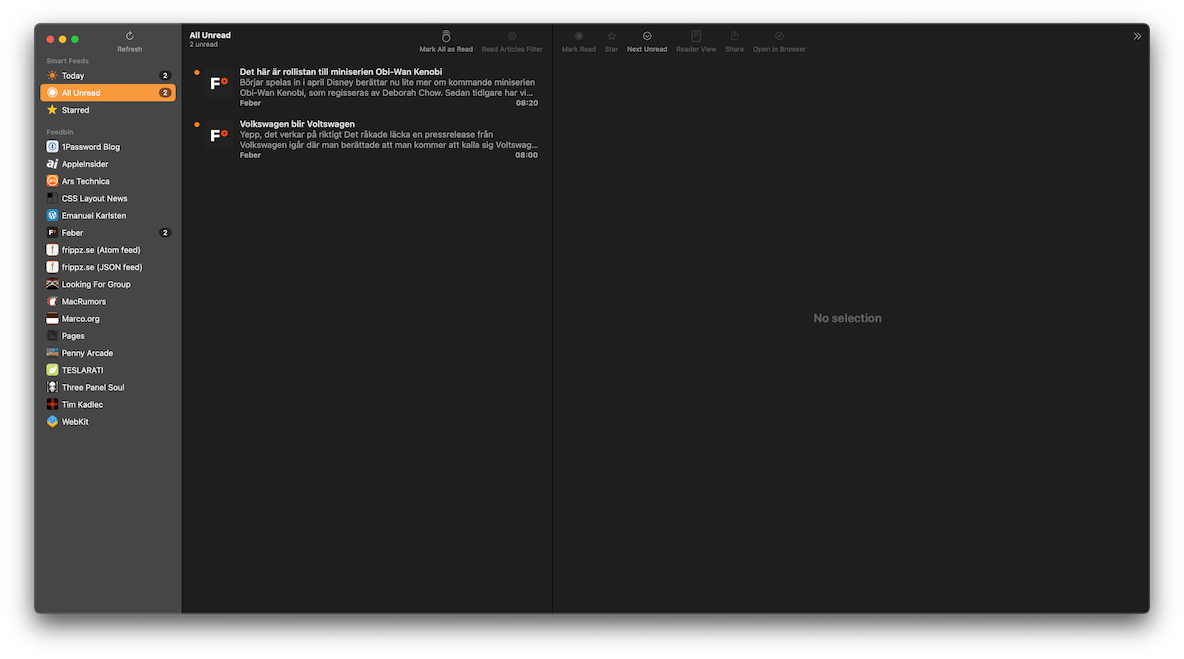 Refresh
Smart Feeds
Today 2
All Unread 2
Starred
Feedbin
1Password Blog
AppleInsider
Ars Technica
CSS Layout News
Emanuel Karlsten
Feber 2
frippz.se (Atom feed)
frippz.se (JSON feed)
Looking For Group
MacRumors
Marco.org
Pages
Penny Arcade
TESLARATI
Three Panel Soul
Tim Kadlec
WebKit
All Unread
2 unread
Mark All as Read Read Articles Filter
Det här är rollistan till miniserien Obi-Wan Kenobi
Börjar spelas in i april Disney berättar nu lite mer om kommande miniserien
Obi-Wan Kenobi, som regisseras av Deborah Chow. Sedan tidigare har vi...
Feber 08:20
Volkswagen blir Voltswagen
Yepp, det verkar på riktigt Det råkade läcka en pressrelease från
Volkswagen igår där man berättade att man kommer att kalla sig Voltswag...
Feber 08:00
Mark Read Star Next Unread Reader View Share Open in Browser
No selection